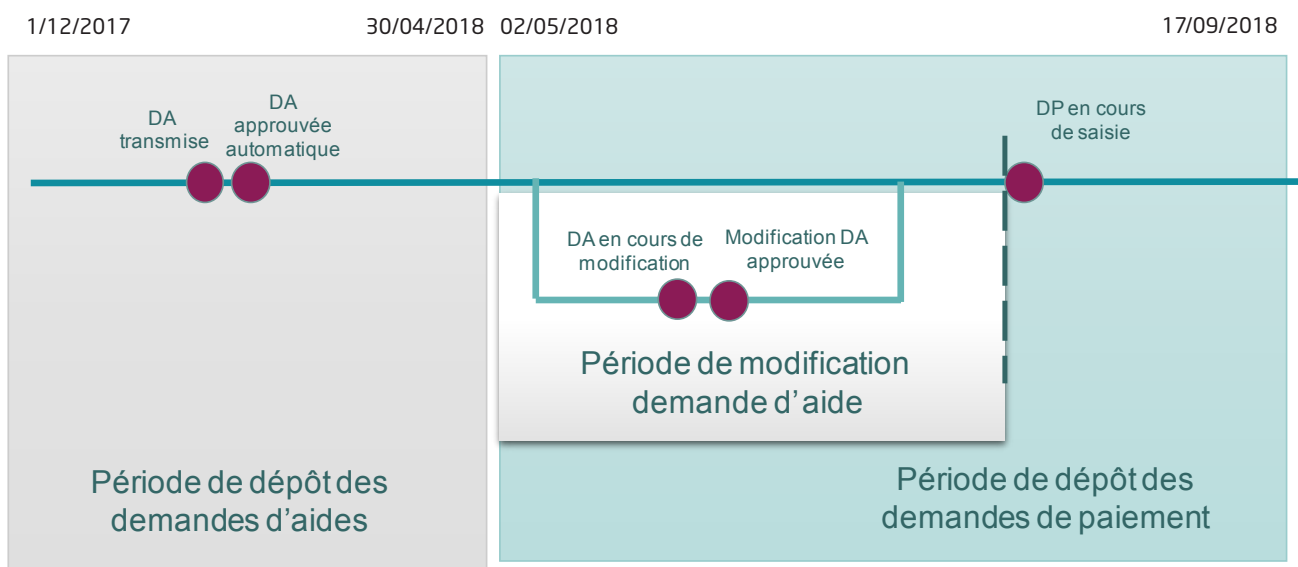 1/12/2017
30/04/2018
02/05/2018
17/09/2018
DA
transmise
DA
approuvée
automatique
DP en cours
de saisie
DA en cours de
modification
Modification DA
approuvée
Période de modification
demande d'aide
Période de dépôt des
demandes d'aides
Période de dépôt des
demandes de paiement